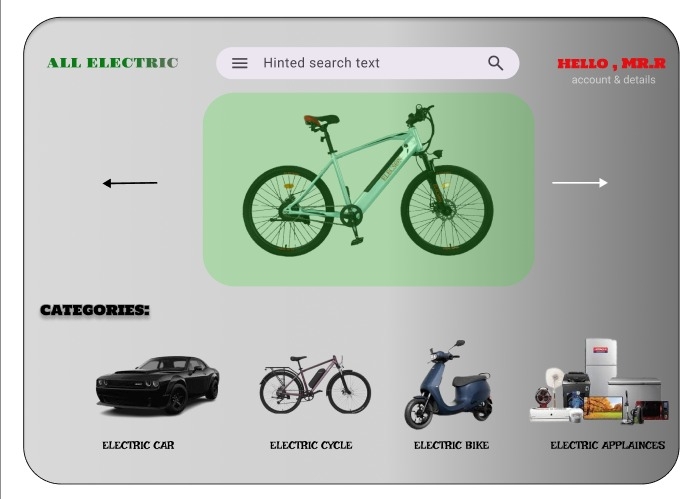 ALL ELECTRIC
Hinted search text
HELLO , MR.R
account & details
CATEGORIES:
ELECTRIC CAR
ELECTRIC CYCLE
ELECTRIC BIKE
ELECTRIC APPLAINCES